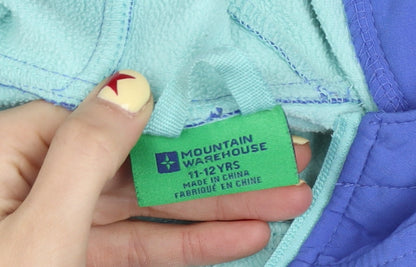 MOUNTAIN
WAREHOUSE
11-12 YRS
MADE IN CHINA
FABRIQUÉ EN CHINE